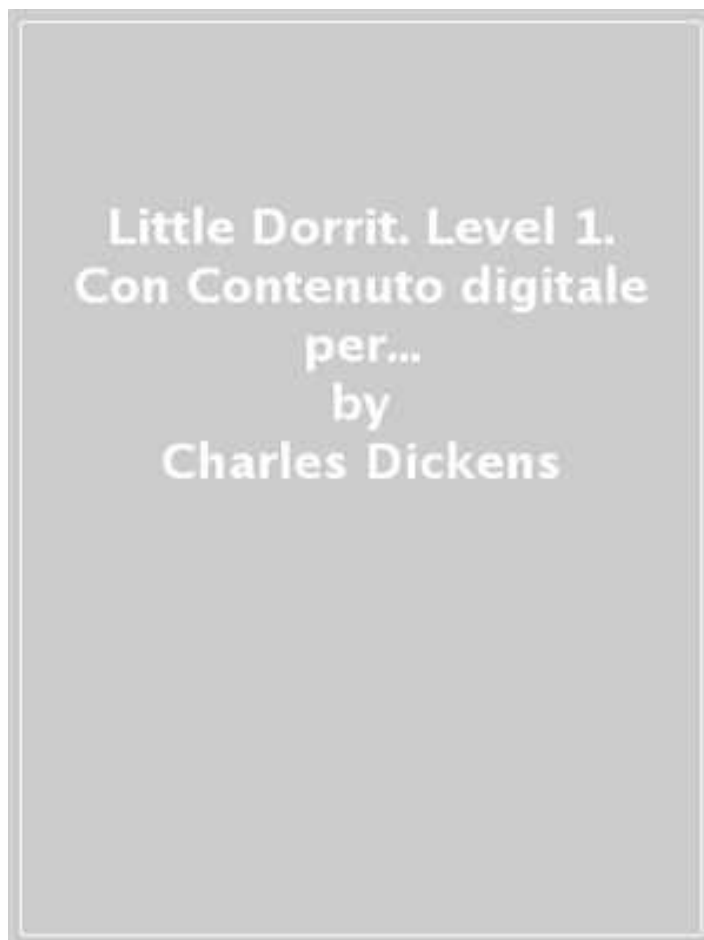 Little Dorrit. Level 1.
Con Contenuto digitale
per...
by
Charles Dickens